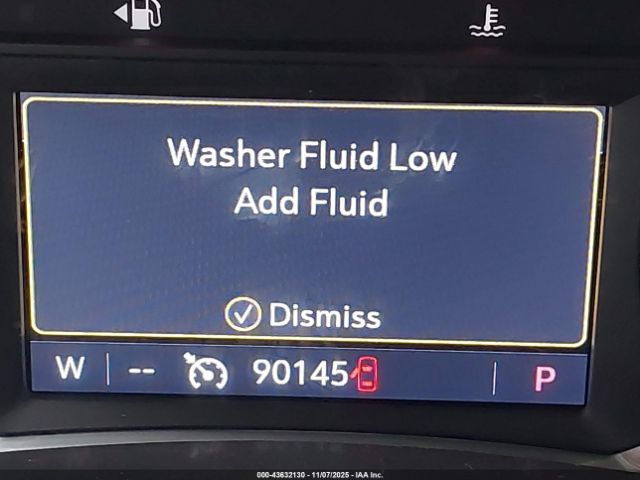 Washer Fluid Low
Add Fluid
Dismiss
W -- 90145 P
000-43632130 - 11/07/2025 - IAA Inc.